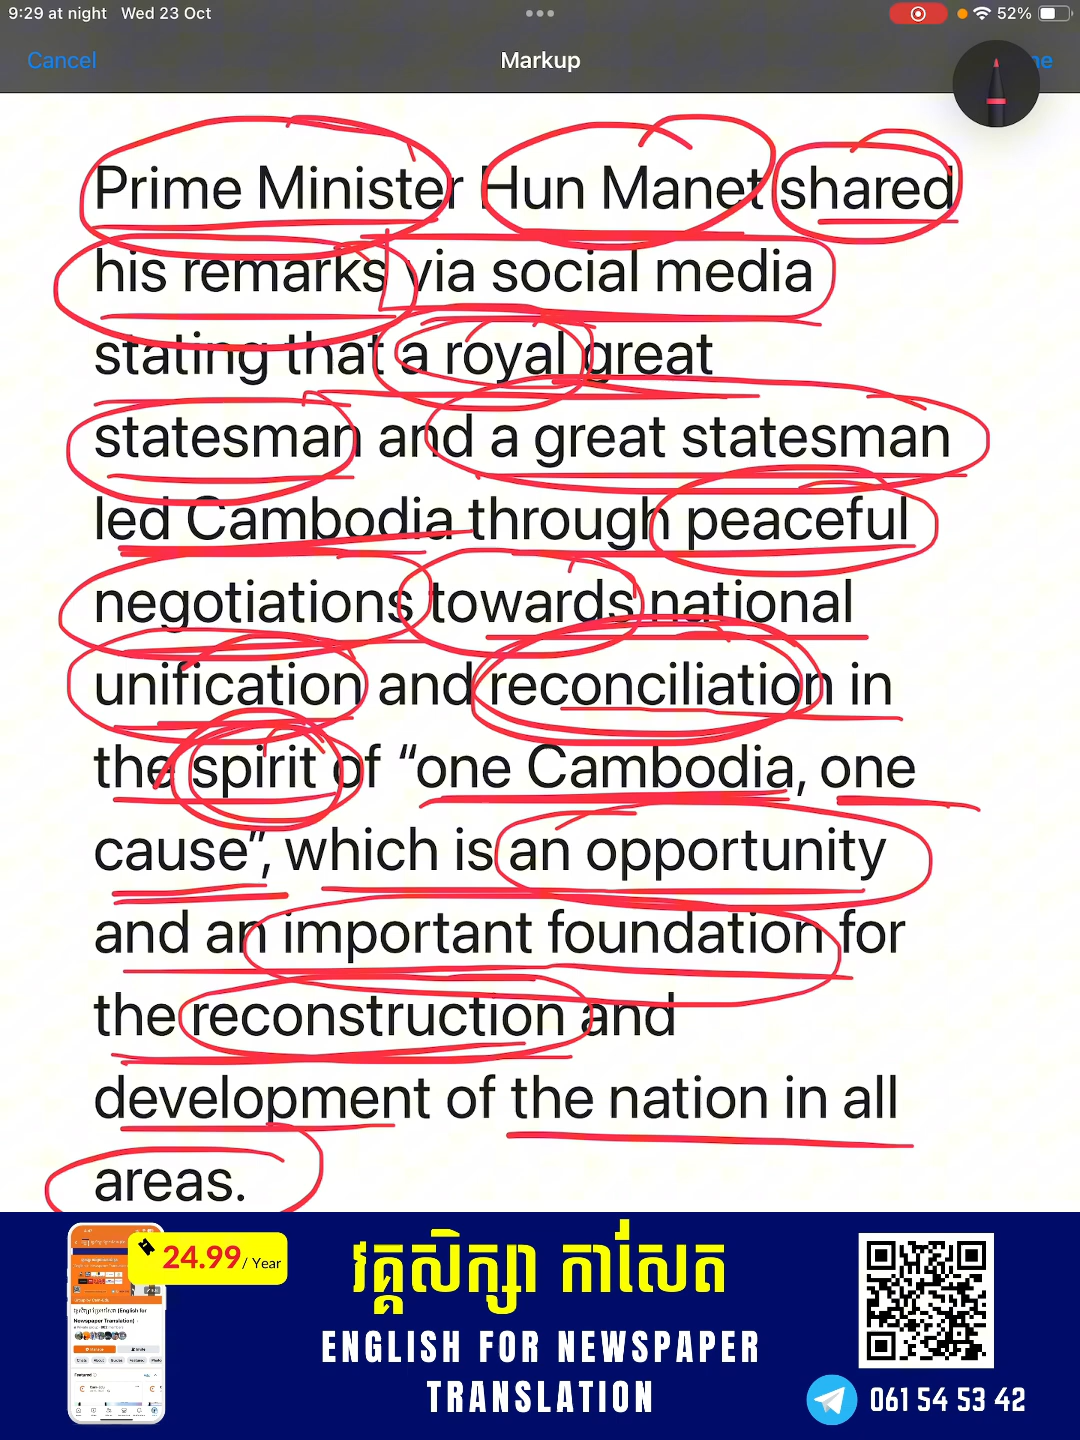 9:29 at night Wed 23 Oct
52%
Cancel
Markup
Prime Minister Hun Manet shared
his remarks via social media
stating that a royal great
statesman and a great statesman
led Cambodia through peaceful
negotiations towards national
unification and reconciliation in
the spirit of “one Cambodia, one
cause”, which is an opportunity
and an important foundation for
the reconstruction and
development of the nation in all
areas.
24.99/ Year
វគ្គសិក្សា កាសែត
ENGLISH FOR NEWSPAPER
TRANSLATION
061 54 53 42